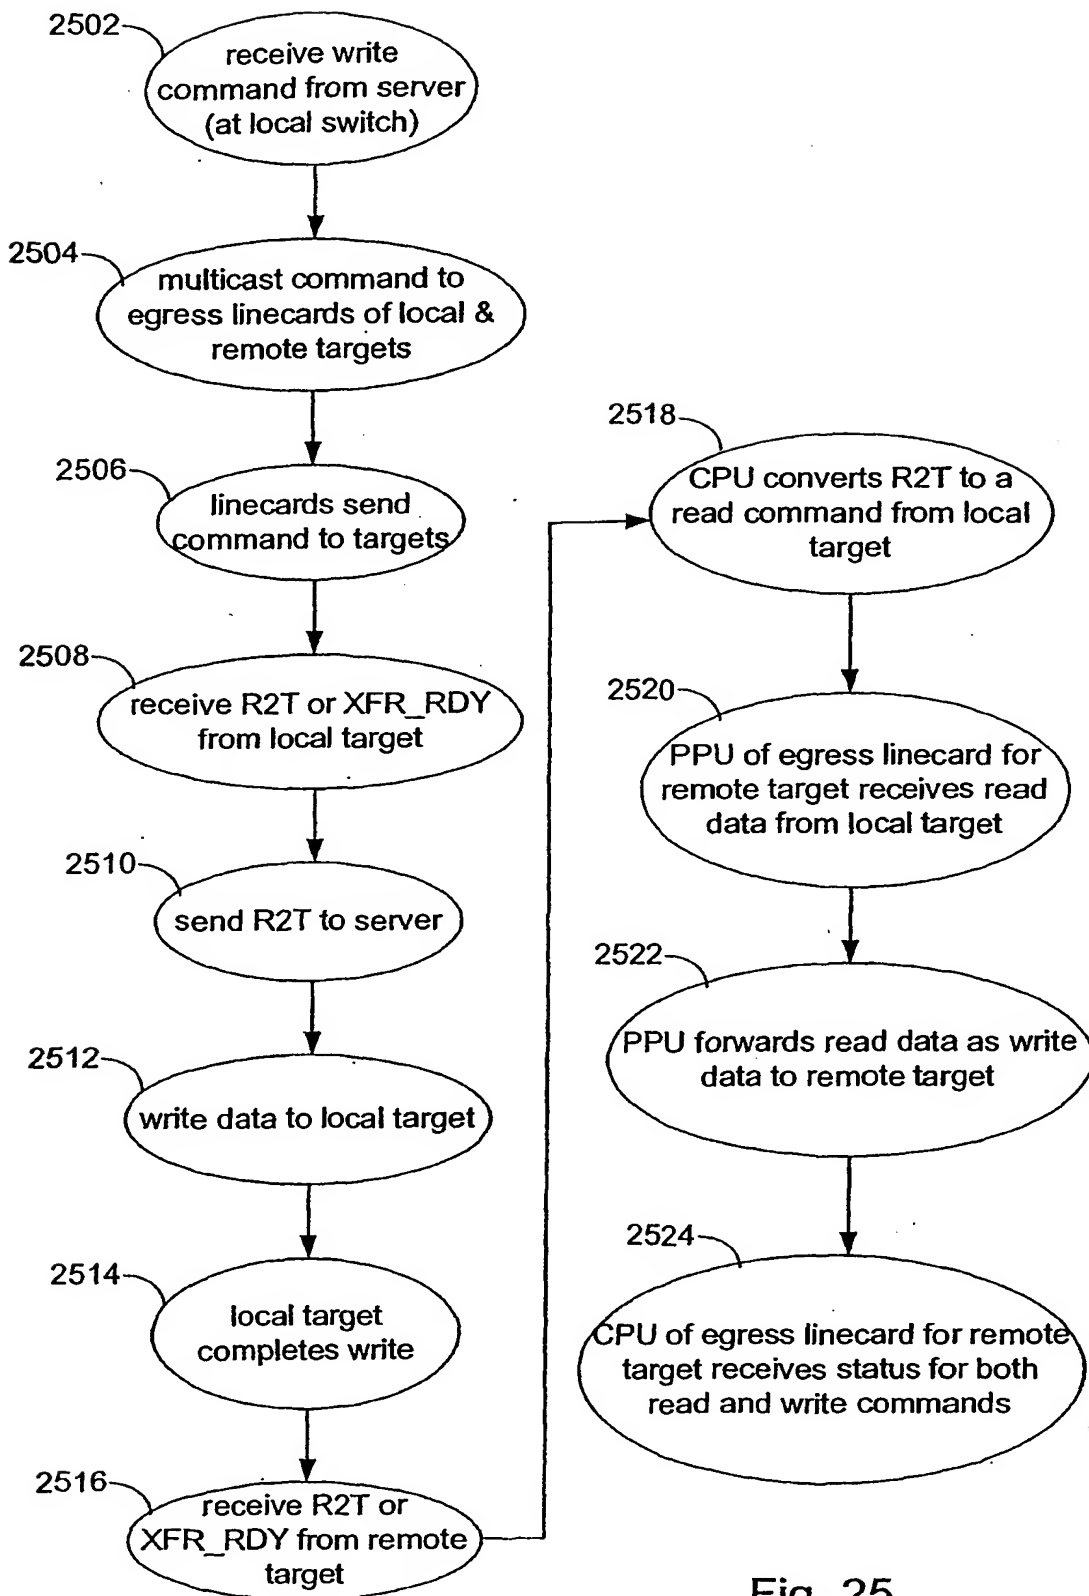 2502
receive write
command from server
(at local switch)
2504
multicast command to
egress linecards of local &
remote targets
2506
linecards send
command to targets
2508
receive R2T or XFR_RDY
from local target
2510
send R2T to server
2512
write data to local target
2514
local target
completes write
2516
receive R2T or
XFR_RDY from remote
target
2518
CPU converts R2T to a
read command from local
target
2520
PPU of egress linecard for
remote target receives read
data from local target
2522
PPU forwards read data as write
data to remote target
2524
CPU of egress linecard for remote
target receives status for both
read and write commands
Fig. 25